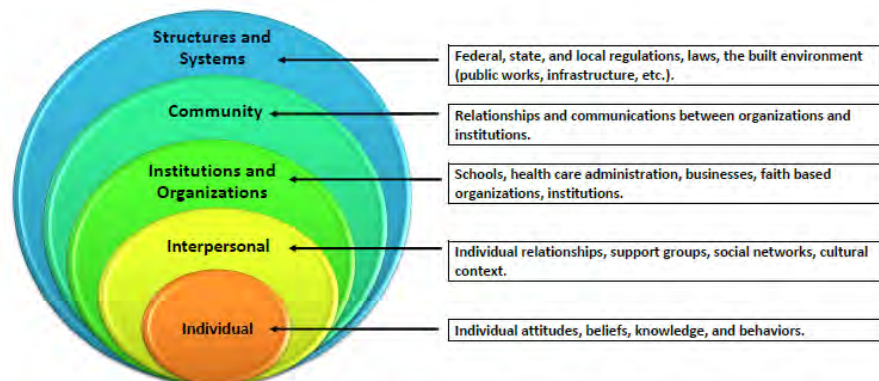 Structures and
Systems
Federal, state, and local regulations, laws, the built environment
(public works, infrastructure, etc.).
Community
Relationships and communications between organizations and
institutions.
Institutions and
Organizations
Schools, health care administration, businesses, faith based
organizations, institutions.
Interpersonal
Individual relationships, support groups, social networks, cultural
context.
Individual
Individual attitudes, beliefs, knowledge, and behaviors.